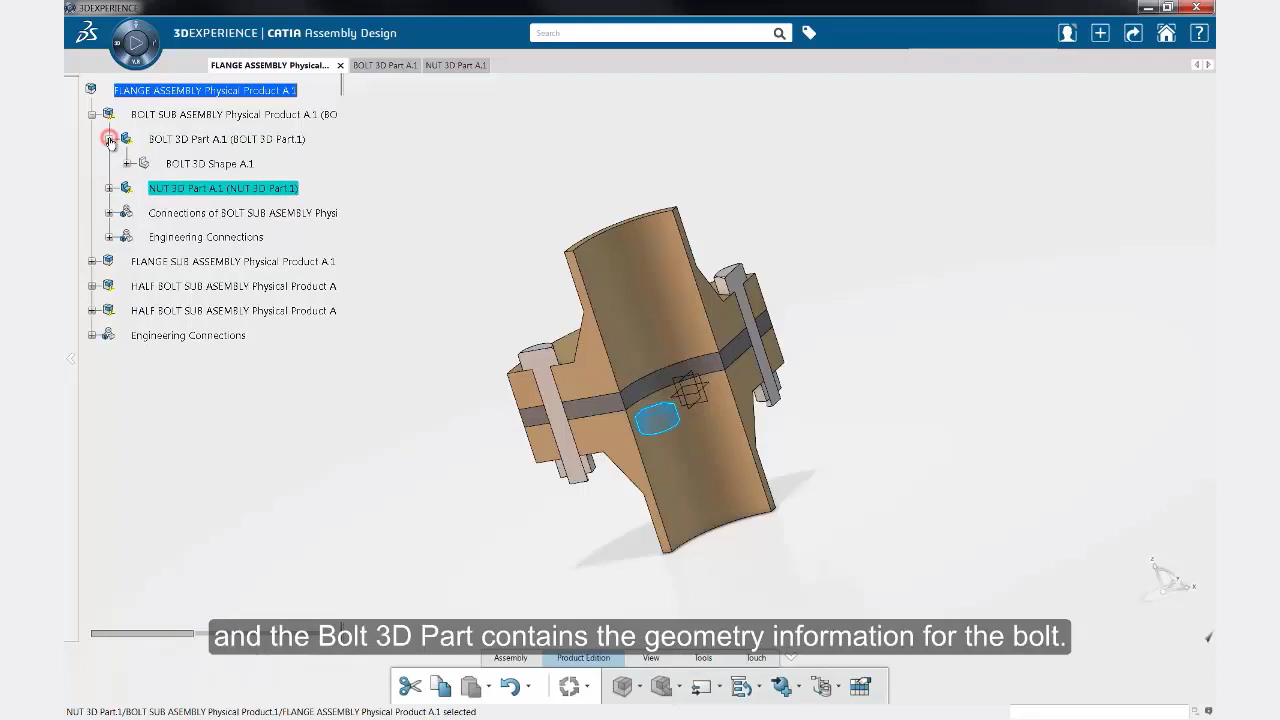 3DEXPERIENCE
3DEXPERIENCE | CATIA Assembly Design
Search
3D
V.R
FLANGE ASSEMBLY Physical...
BOLT 3D Part A.1
NUT 3D Part A.1
FLANGE ASSEMBLY Physical Product A.1
BOLT SUB ASEMBLY Physical Product A.1 (BO
BOLT 3D Part A.1 (BOLT 3D Part.1)
BOLT 3D Shape A.1
NUT 3D Part A.1 (NUT 3D Part.1)
Connections of BOLT SUB ASEMBLY Physi
Engineering Connections
FLANGE SUB ASSEMBLY Physical Product A.1
HALF BOLT SUB ASEMBLY Physical Product A
HALF BOLT SUB ASEMBLY Physical Product A
Engineering Connections
Z
Y
X
and the Bolt 3D Part contains the geometry information for the bolt.
Assembly
Product Edition
View
Tools
Touch
NUT 3D Part.1/BOLT SUB ASEMBLY Physical Product.1/FLANGE ASSEMBLY Physical Product A.1 selected